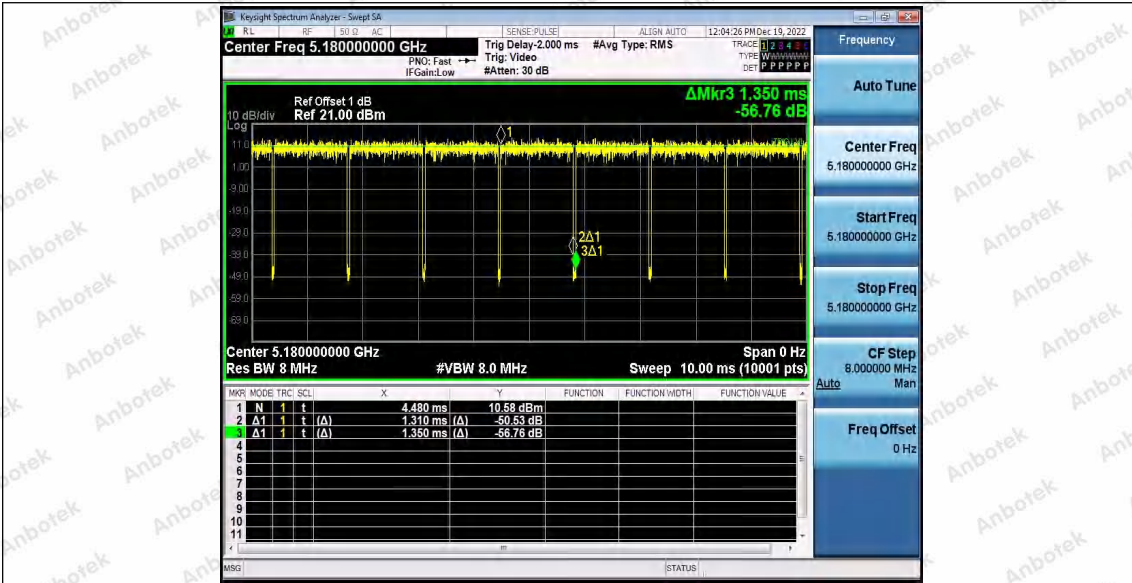 Keysight Spectrum Analyzer - Swept SA
RL RF 50 Ω AC SENSE:PULSE ALIGN AUTO 12:04:26 PM Dec 19, 2022
Center Freq 5.180000000 GHz Trig Delay-2.000 ms #Avg Type: RMS TRACE 1 2 3 4 5 6
PNO: Fast Trig: Video TYPE
IFGain:Low #Atten: 30 dB DET P P P P P P
ΔMkr3 1.350 ms
-56.76 dB
Ref Offset 1 dB
10 dB/div Ref 21.00 dBm
Log
1
11.0
1.00
-9.00
-19.0
-29.0
2Δ1
3Δ1
-39.0
-49.0
-59.0
-69.0
Center 5.180000000 GHz Span 0 Hz
Res BW 8 MHz #VBW 8.0 MHz Sweep 10.00 ms (10001 pts)
MKR MODE TRC SCL X Y FUNCTION FUNCTION WIDTH FUNCTION VALUE
1 N 1 t 4.480 ms 10.58 dBm
2 Δ1 1 t (Δ) 1.310 ms (Δ) -50.53 dB
3 Δ1 1 t (Δ) 1.350 ms (Δ) -56.76 dB
4
5
6
7
8
9
10
11
MSG STATUS
Frequency
Auto Tune
Center Freq
5.180000000 GHz
Start Freq
5.180000000 GHz
Stop Freq
5.180000000 GHz
CF Step
8.000000 MHz
Auto Man
Freq Offset
0 Hz
Anbotek